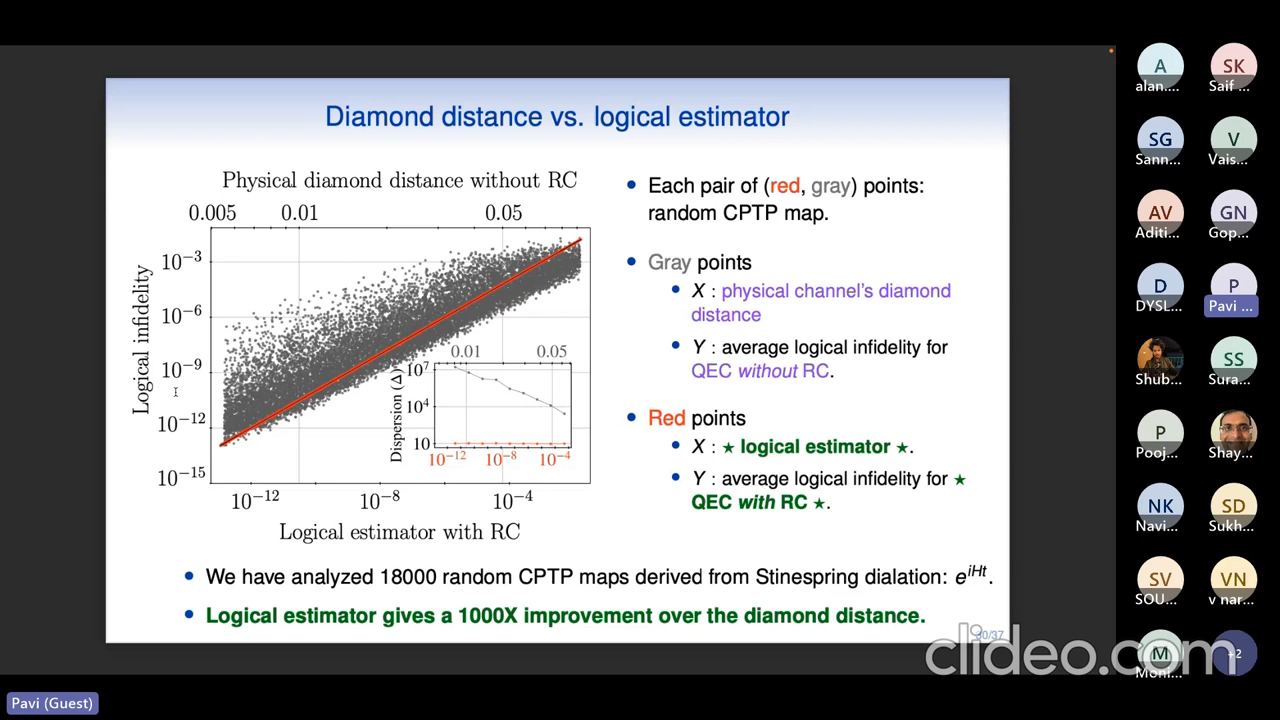 Diamond distance vs. logical estimator
Physical diamond distance without RC
0.005 0.01 0.05
Logical infidelity
10⁻³
10⁻⁶
10⁻⁹
10⁻¹²
10⁻¹⁵
10⁻¹² 10⁻⁸ 10⁻⁴
Logical estimator with RC
0.01 0.05
Dispersion (Δ)
10⁷
10⁴
10
10⁻¹² 10⁻⁸ 10⁻⁴
• Each pair of (red, gray) points:
random CPTP map.
• Gray points
• X : physical channel's diamond
distance
• Y : average logical infidelity for
QEC without RC.
• Red points
• X : ★ logical estimator ★.
• Y : average logical infidelity for ★
QEC with RC ★.
• We have analyzed 18000 random CPTP maps derived from Stinespring dialation: eⁱᴴᵗ.
• Logical estimator gives a 1000X improvement over the diamond distance.
30/37
clideo.com
A
alan....
SK
Saif ...
SG
Sann...
V
Vais...
AV
Aditi...
GN
Gop...
D
DYSL...
P
Pavi ...
Shub...
SS
Sura...
P
Pooj...
Shay...
NK
Navi...
SD
Sukh...
SV
SOU...
VN
v nar...
M
Moni...
+2
Pavi (Guest)